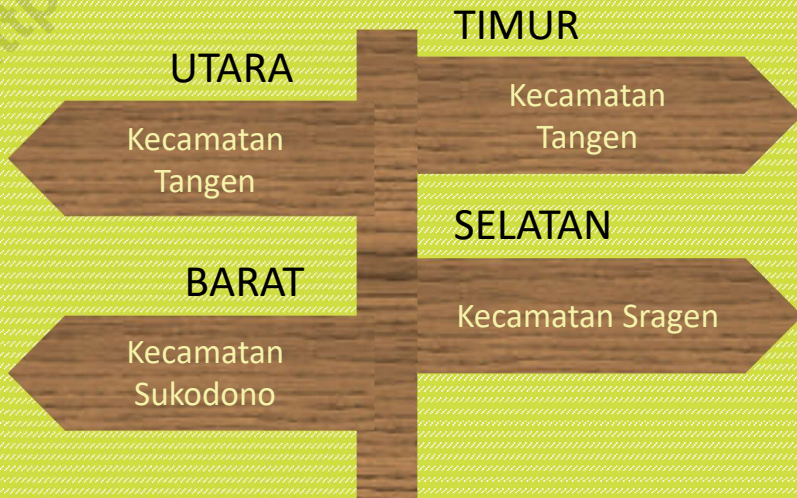 UTARA
Kecamatan
Tangen
TIMUR
Kecamatan
Tangen
BARAT
Kecamatan
Sukodono
SELATAN
Kecamatan Sragen